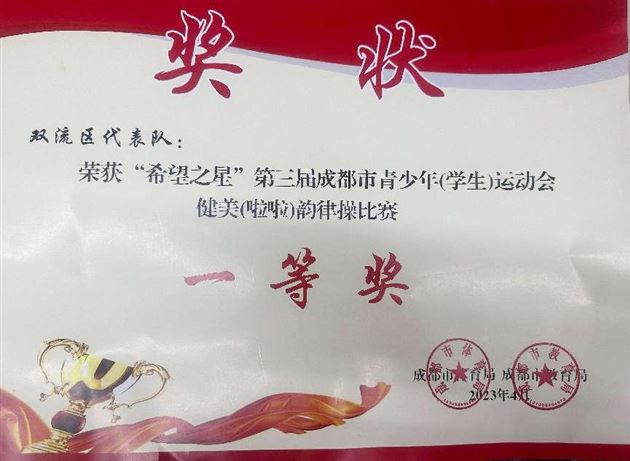 奖 状
双流区代表队：
荣获“希望之星”第三届成都市青少年(学生)运动会
健美(啦啦)韵律操比赛
一等奖
成都市体育局 成都市教育局
2023年4月